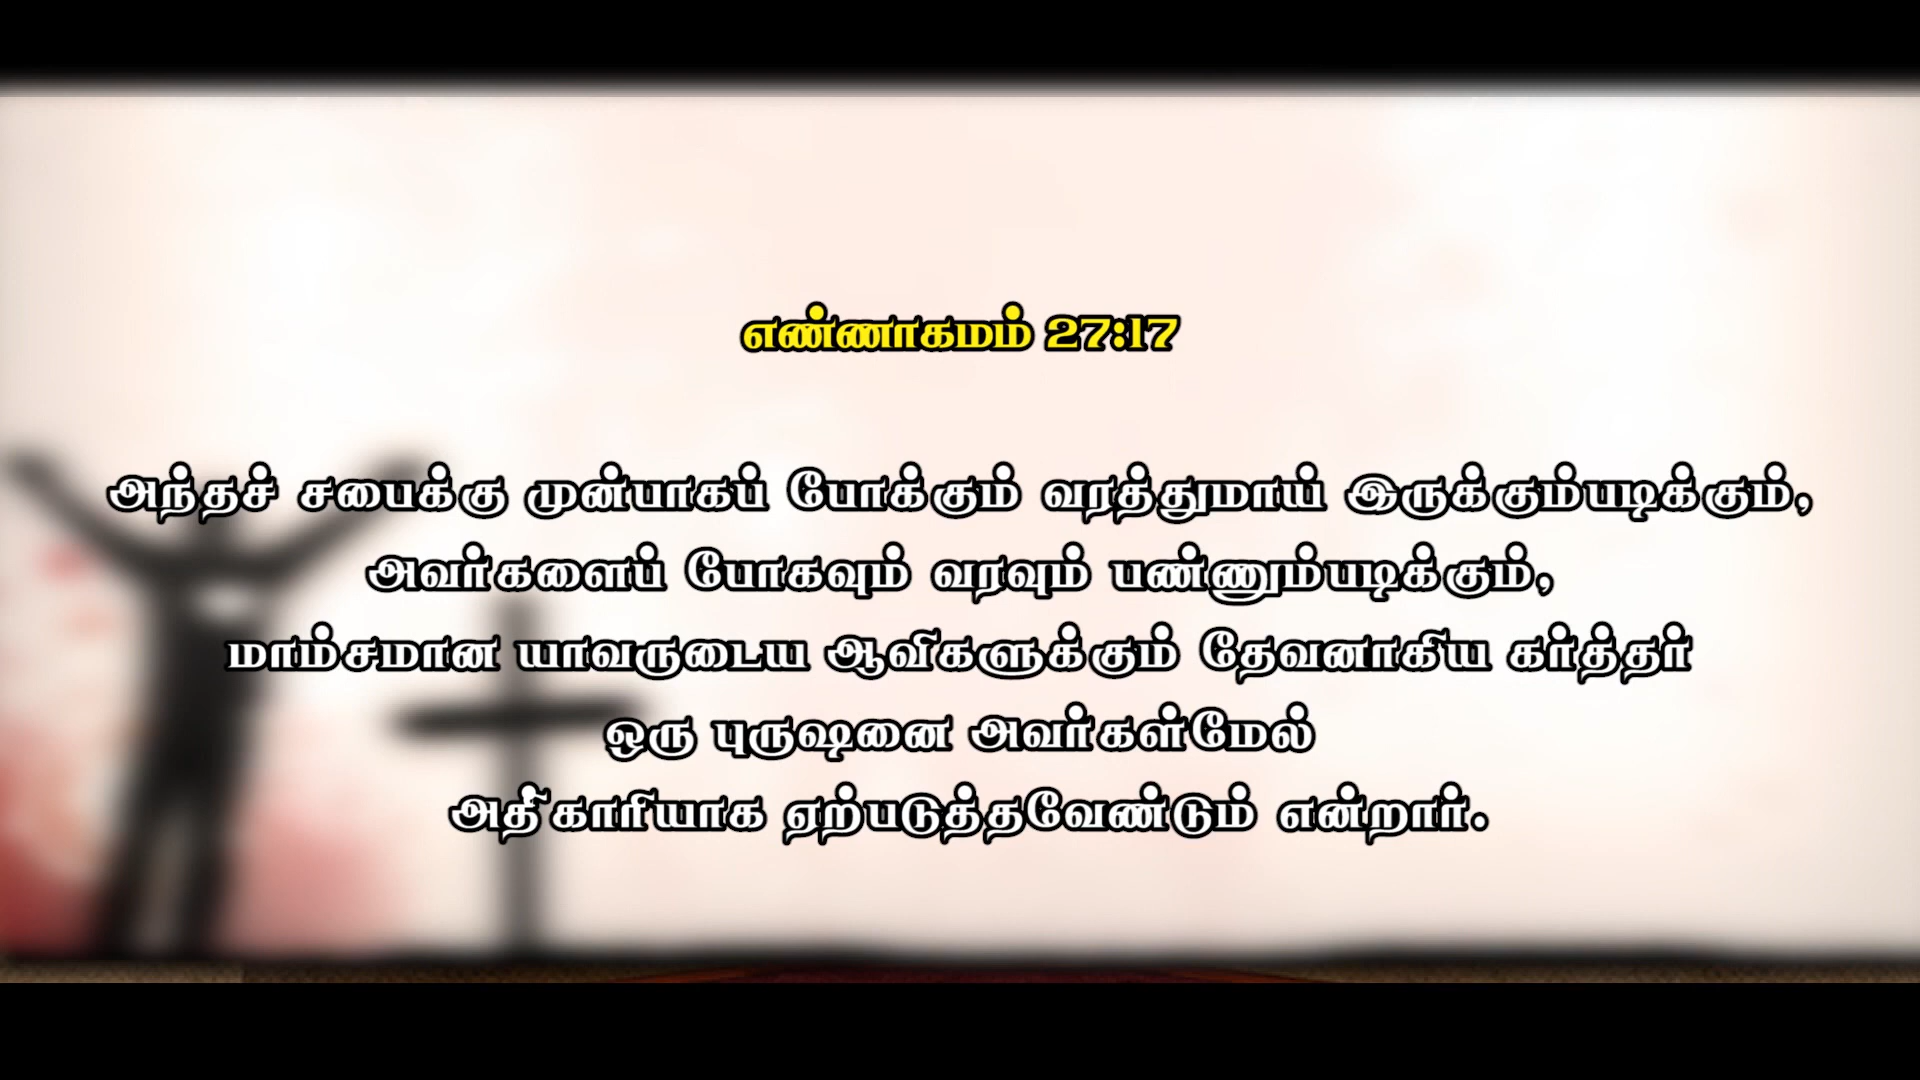 எண்ணாகமம் 27:17
அந்தச் சபைக்கு முன்பாகப் போக்கும் வரத்துமாய் இருக்கும்படிக்கும்,
அவர்களைப் போகவும் வரவும் பண்ணும்படிக்கும்,
மாம்சமான யாவருடைய ஆவிகளுக்கும் தேவனாகிய கர்த்தர்
ஒரு புருஷனை அவர்கள்மேல்
அதிகாரியாக ஏற்படுத்தவேண்டும் என்றார்.